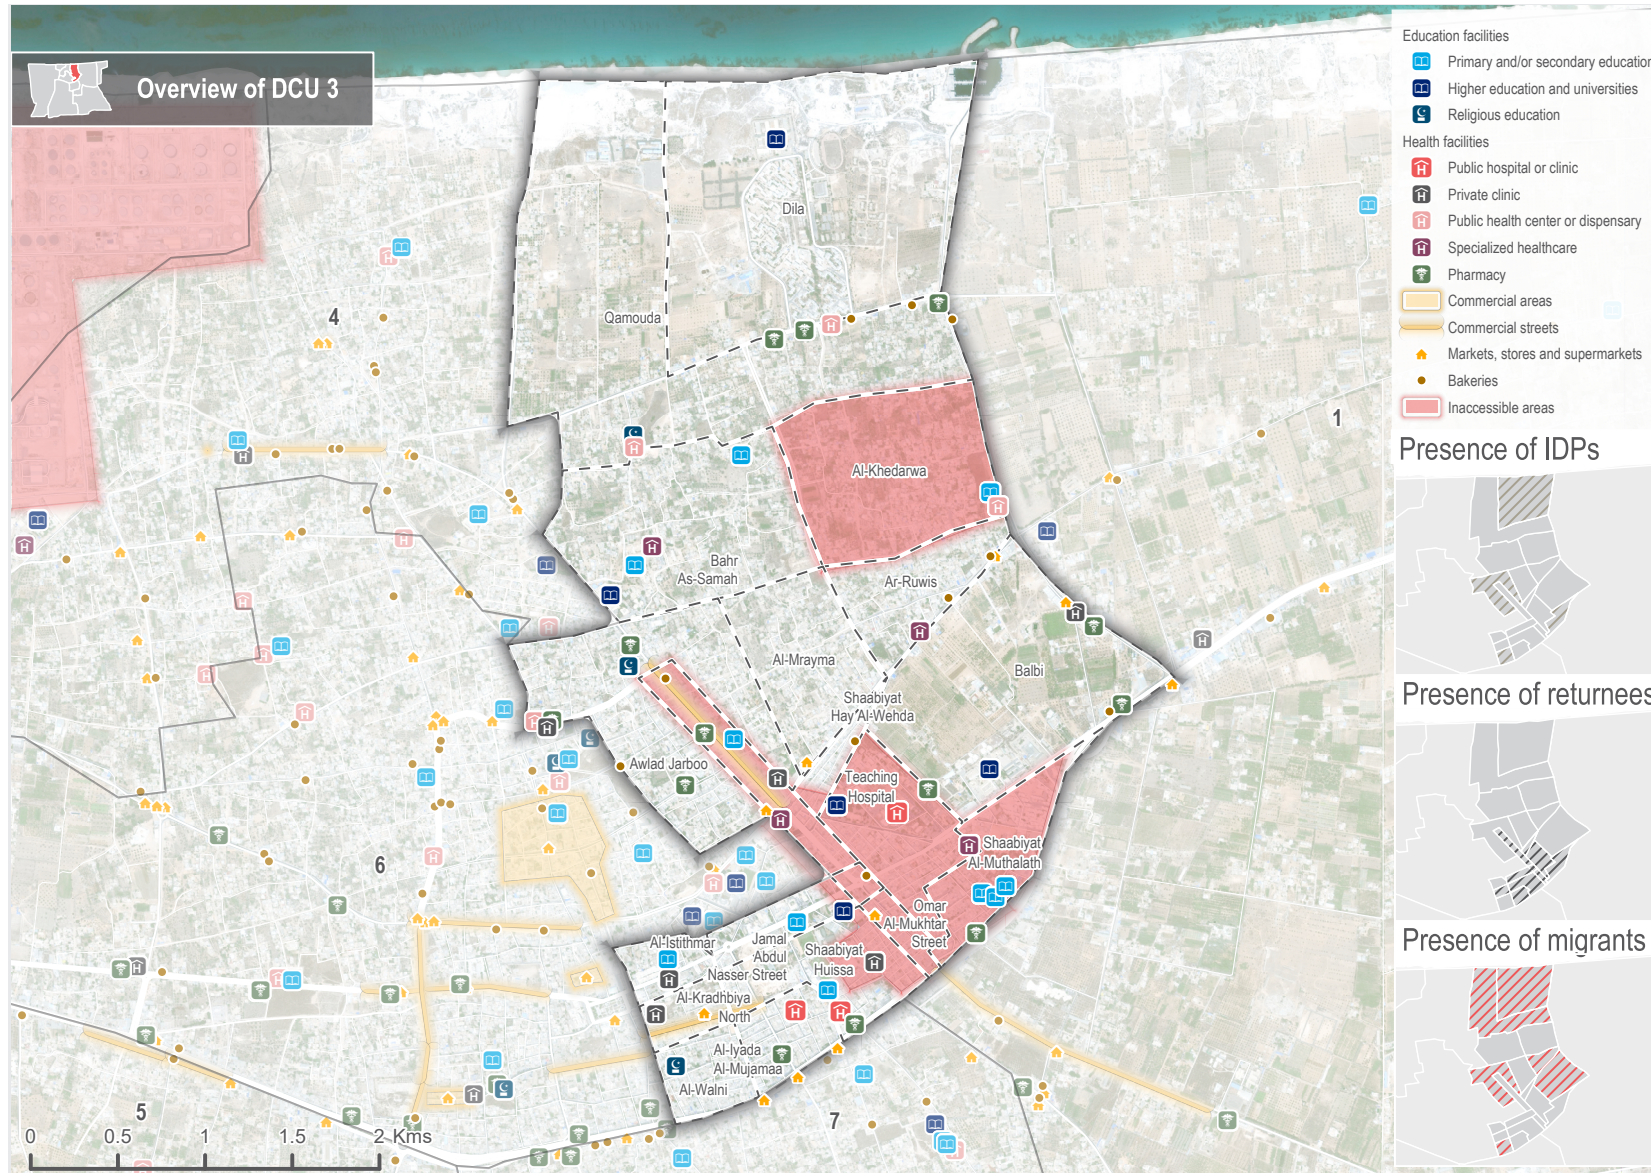 Overview of DCU 3
Education facilities
Primary and/or secondary education
Higher education and universities
Religious education
Health facilities
Public hospital or clinic
Private clinic
Public health center or dispensary
Specialized healthcare
Pharmacy
Commercial areas
Commercial streets
Markets, stores and supermarkets
Bakeries
Inaccessible areas
Presence of IDPs
Presence of returnees
Presence of migrants
Dila
Qamouda
4
1
Al-Khedarwa
Bahr
As-Samah
Ar-Ruwis
Al-Mrayma
Balbi
Shaabiyat
Hay Al-Wehda
Awlad Jarboo
Teaching
Hospital
Shaabiyat
Al-Muthalath
6
Omar
Al-Mukhtar
Street
Al-Istithmar
Jamal
Abdul
Nasser Street
Shaabiyat
Huissa
Al-Kradhbiya
North
Al-Iyada
Al-Mujamaa
Al-Walni
5
7
0 0.5 1 1.5 2 Kms